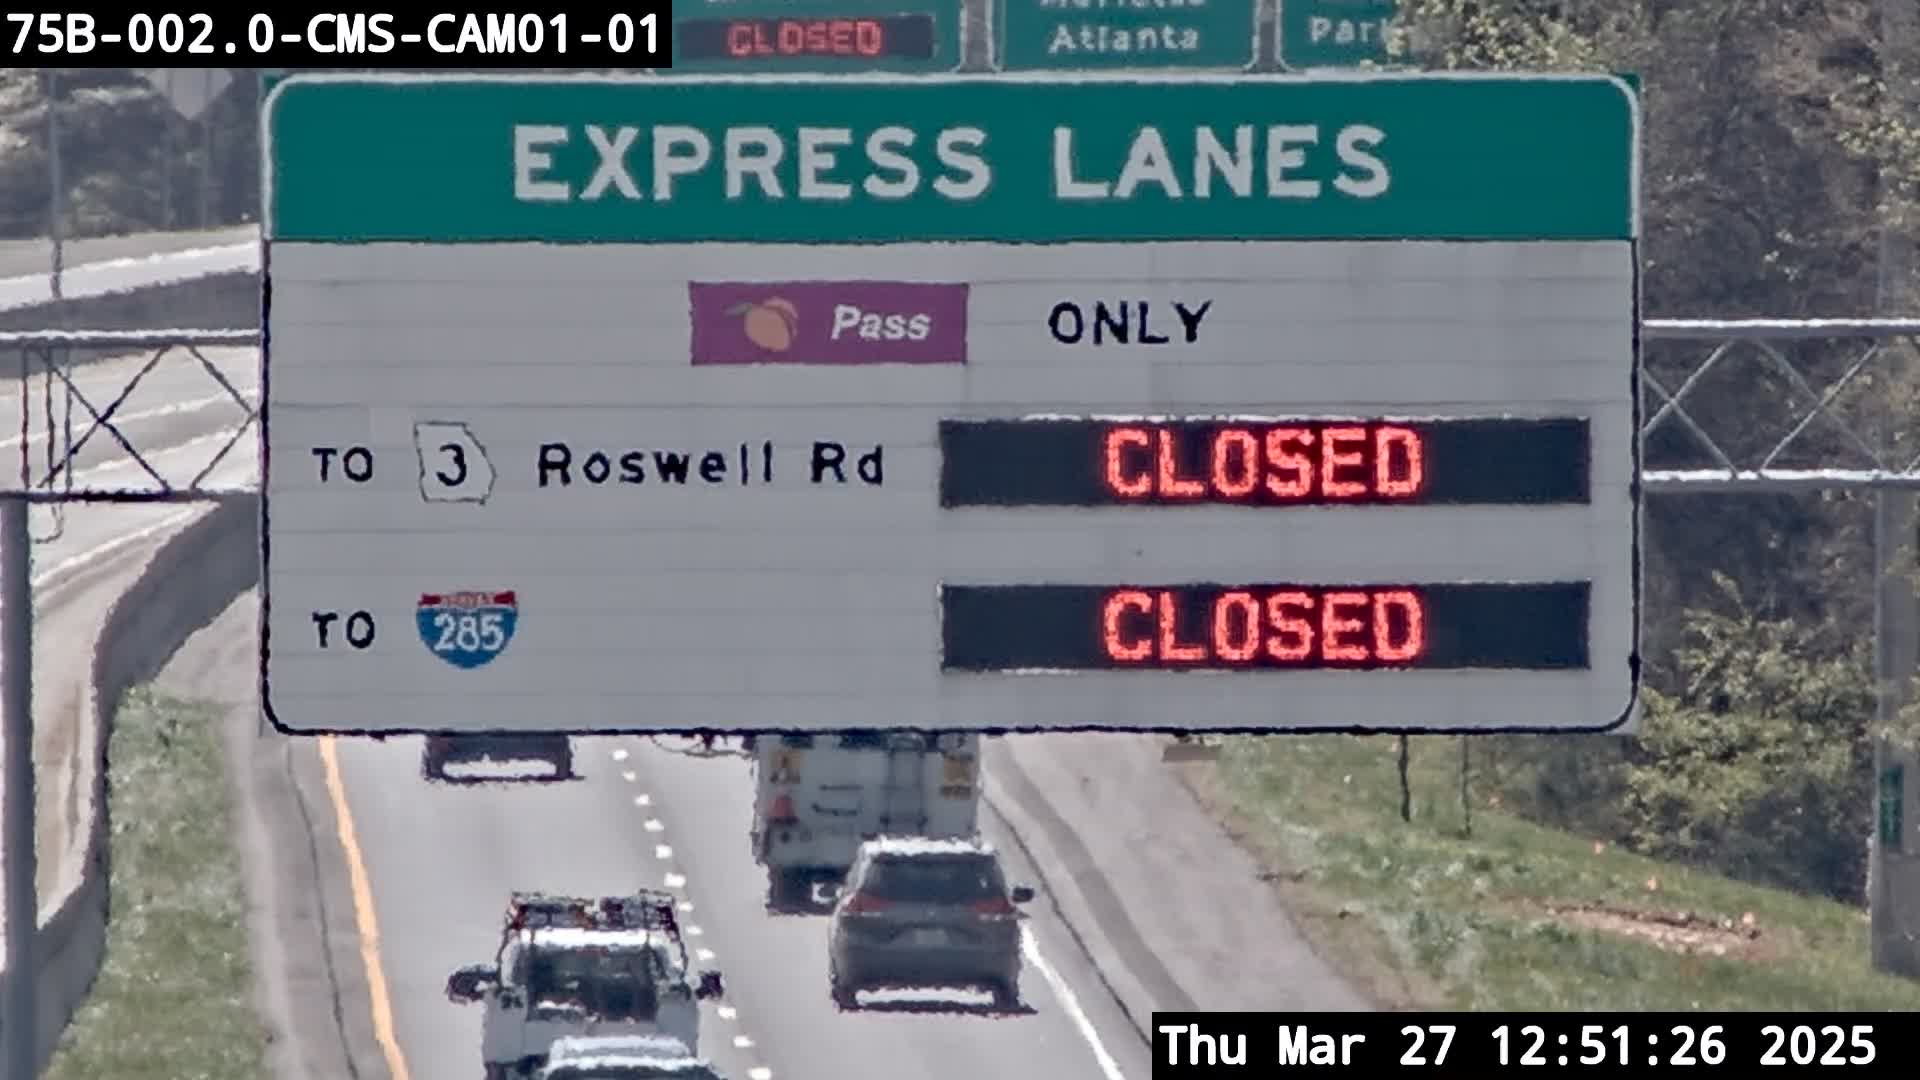 75B-002.0-CMS-CAM01-01
CLOSED
Atlanta
EXPRESS LANES
Pass ONLY
TO 3 Roswell Rd CLOSED
TO 285 CLOSED
Thu Mar 27 12:51:26 2025